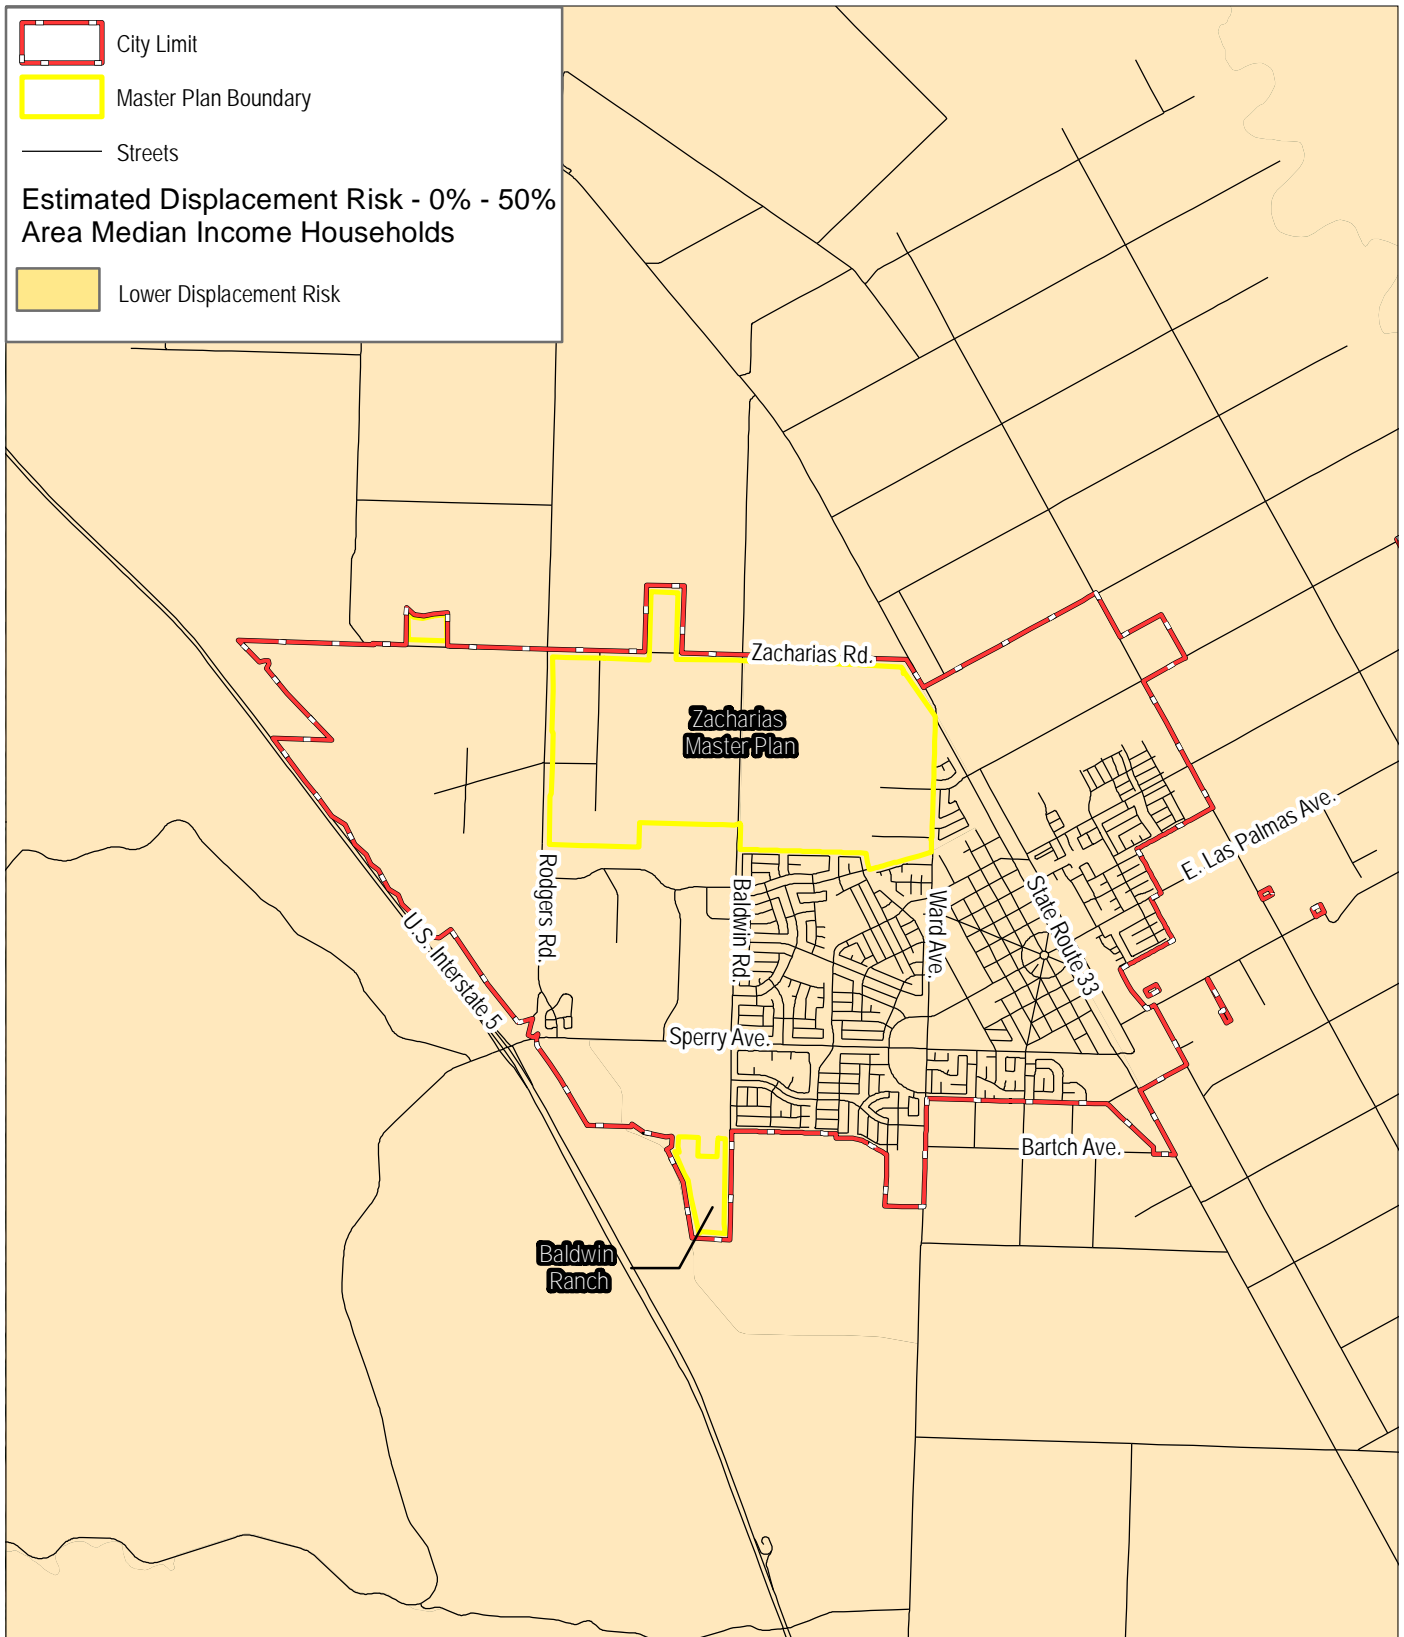 City Limit
Master Plan Boundary
Streets
Estimated Displacement Risk - 0% - 50%
Area Median Income Households
Lower Displacement Risk
Zacharias Rd.
Zacharias
Master Plan
E. Las Palmas Ave.
Rodgers Rd.
Baldwin Rd.
Ward Ave.
State Route 33
U.S. Interstate 5
Sperry Ave.
Bartch Ave.
Baldwin
Ranch